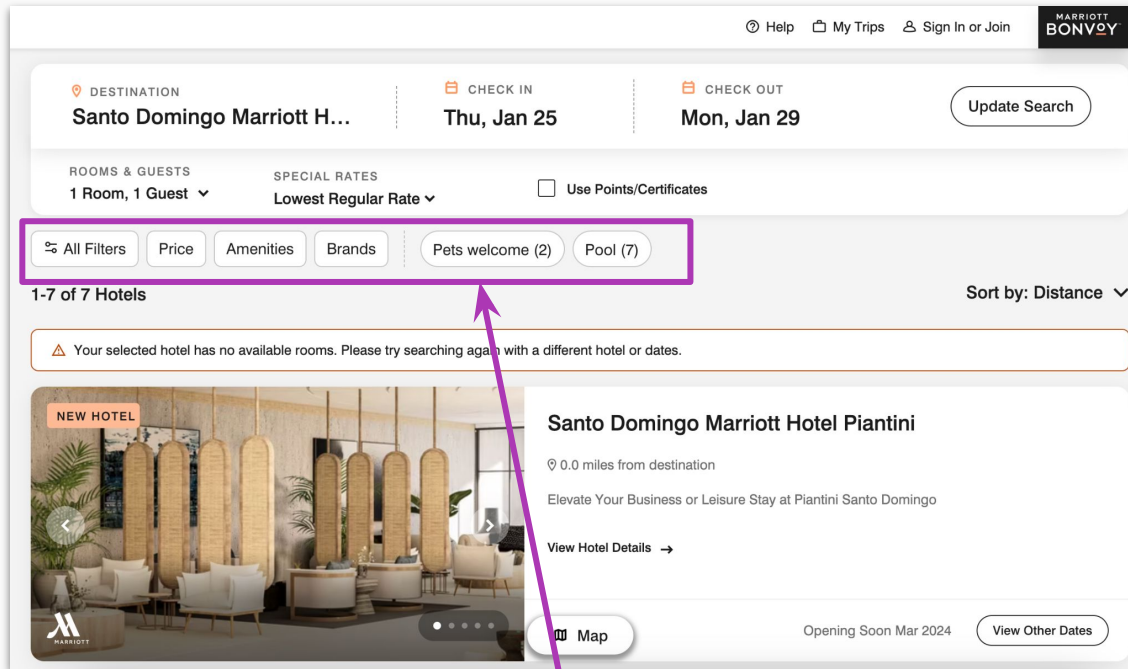 Help My Trips Sign In or Join MARRIOTT BONVOY
DESTINATION
Santo Domingo Marriott H...
CHECK IN
Thu, Jan 25
CHECK OUT
Mon, Jan 29
Update Search
ROOMS & GUESTS
1 Room, 1 Guest
SPECIAL RATES
Lowest Regular Rate
Use Points/Certificates
All Filters Price Amenities Brands Pets welcome (2) Pool (7)
1-7 of 7 Hotels
Sort by: Distance
Your selected hotel has no available rooms. Please try searching again with a different hotel or dates.
NEW HOTEL
Santo Domingo Marriott Hotel Piantini
0.0 miles from destination
Elevate Your Business or Leisure Stay at Piantini Santo Domingo
View Hotel Details →
MARRIOTT
Map
Opening Soon Mar 2024
View Other Dates